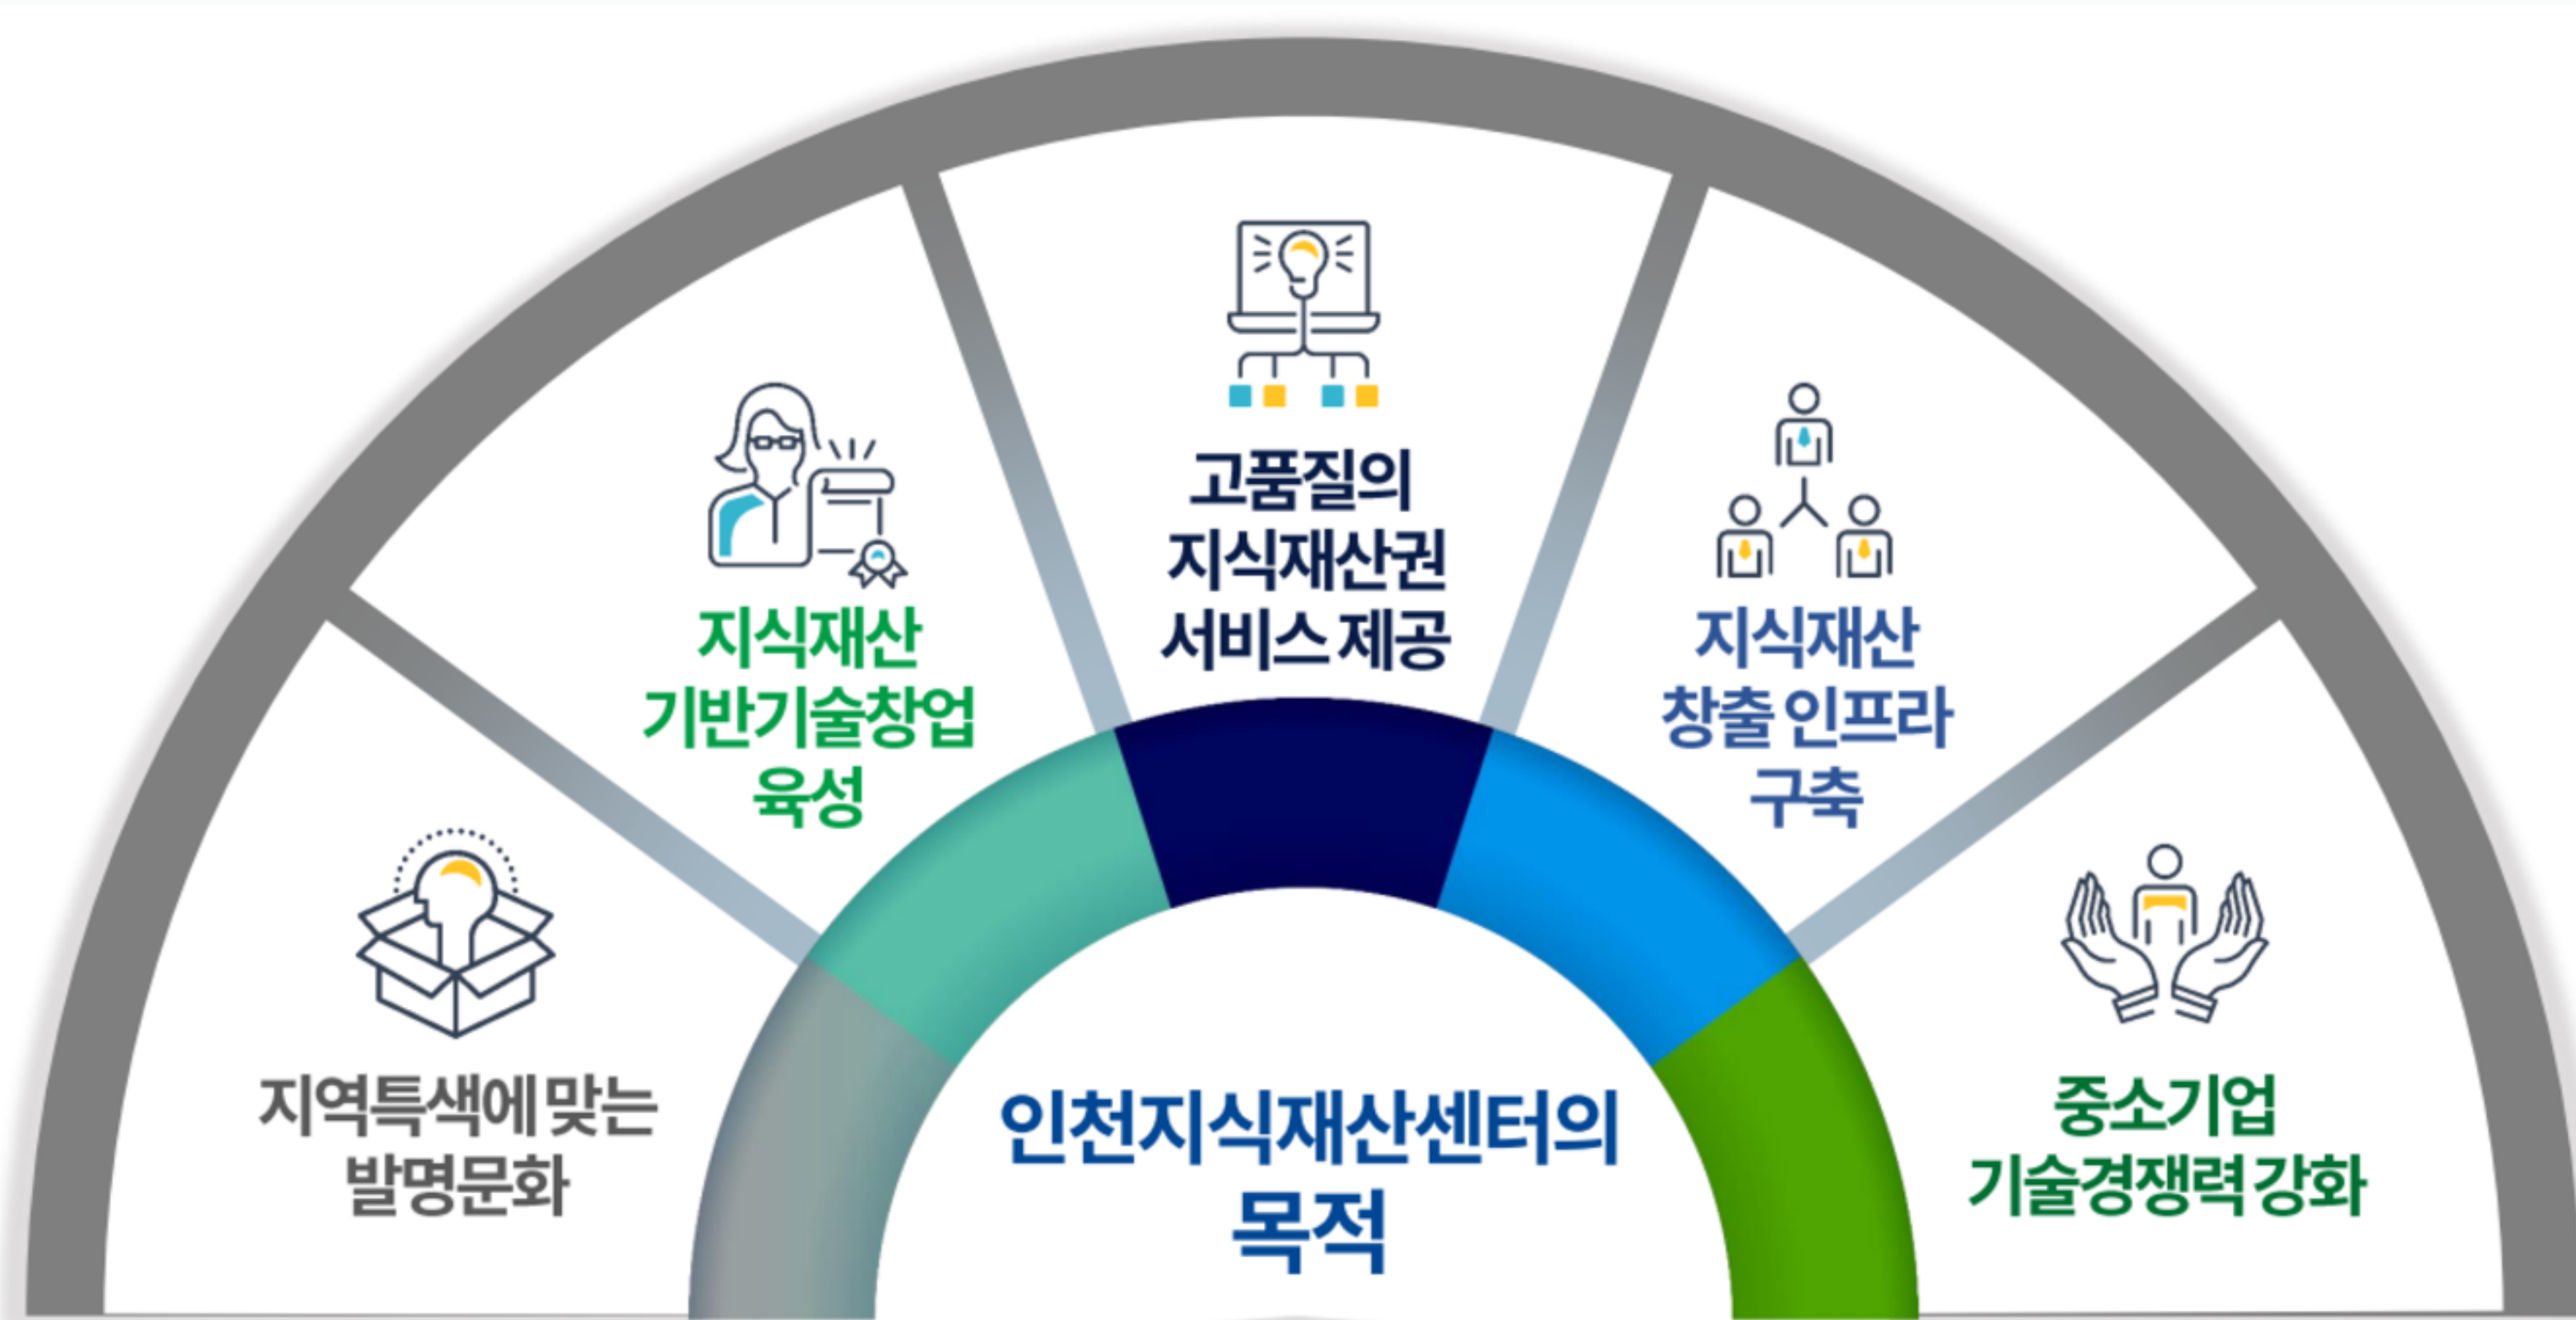 고품질의
지식재산권
서비스 제공
지식재산
기반기술창업
육성
지식재산
창출 인프라
구축
지역특색에 맞는
발명문화
중소기업
기술경쟁력 강화
인천지식재산센터의
목적